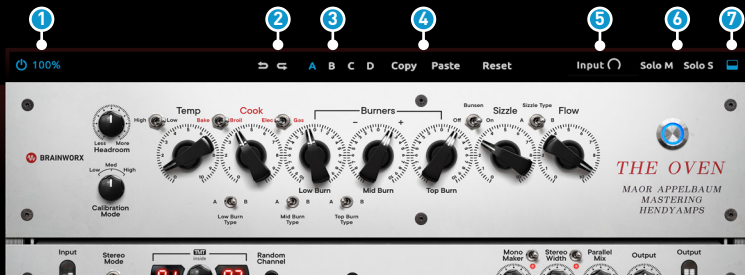 1 2 3 4 5 6 7
100% A B C D Copy Paste Reset Input Solo M Solo S
High Low Temp Bake Cook Broil Elec Gas Burners Bunsen Off On Sizzle Sizzle Type A B Flow
Less More
Headroom
− +
BRAINWORX
Low Med High
Calibration
Mode
Low Burn Mid Burn Top Burn
A B A B A B
Low Burn
Type
Mid Burn
Type
Top Burn
Type
THE OVEN
MAOR APPELBAUM
MASTERING
HENDYAMPS
Input
Stereo
Mode
TMT
inside
Random
Channel
Mono
Maker
Stereo
Width
Parallel
Mix
Output
Output